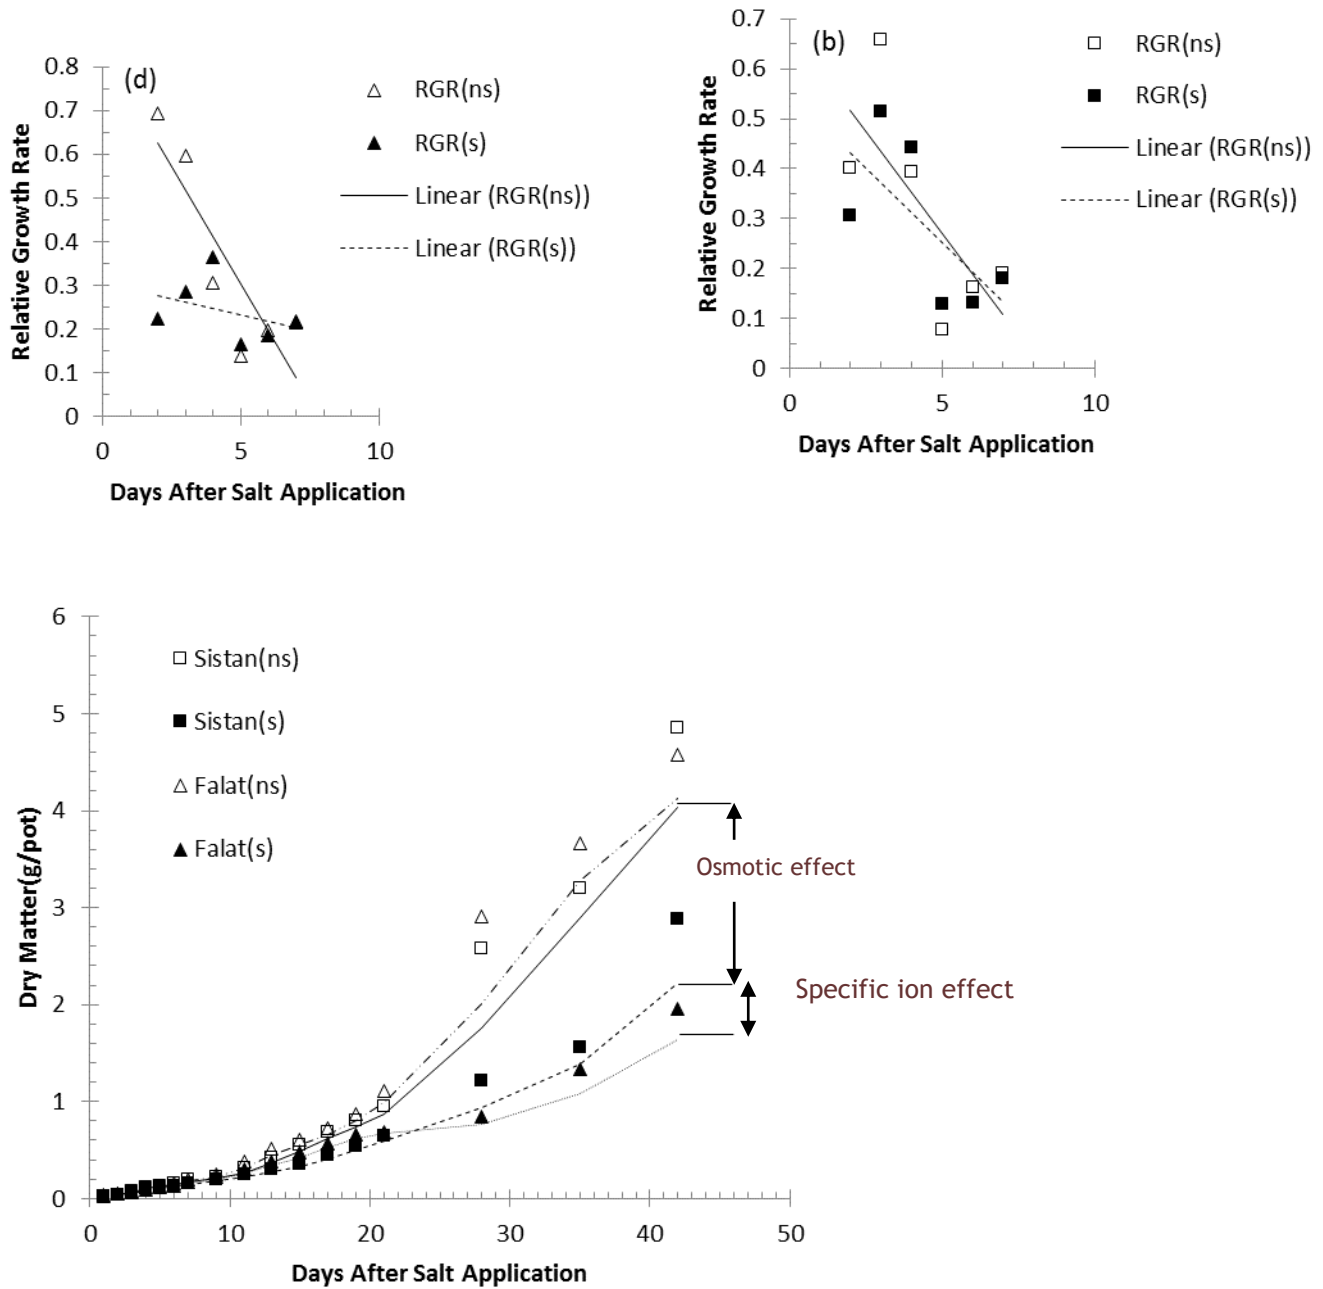 (d)
Relative Growth Rate
0.8
0.7
0.6
0.5
0.4
0.3
0.2
0.1
0
0 5 10
Days After Salt Application
RGR(ns)
RGR(s)
Linear (RGR(ns))
Linear (RGR(s))
(b)
Relative Growth Rate
0.7
0.6
0.5
0.4
0.3
0.2
0.1
0
0 5 10
Days After Salt Application
RGR(ns)
RGR(s)
Linear (RGR(ns))
Linear (RGR(s))
Dry Matter(g/pot)
6
5
4
3
2
1
0
0 10 20 30 40 50
Days After Salt Application
Sistan(ns)
Sistan(s)
Falat(ns)
Falat(s)
Osmotic effect
Specific ion effect